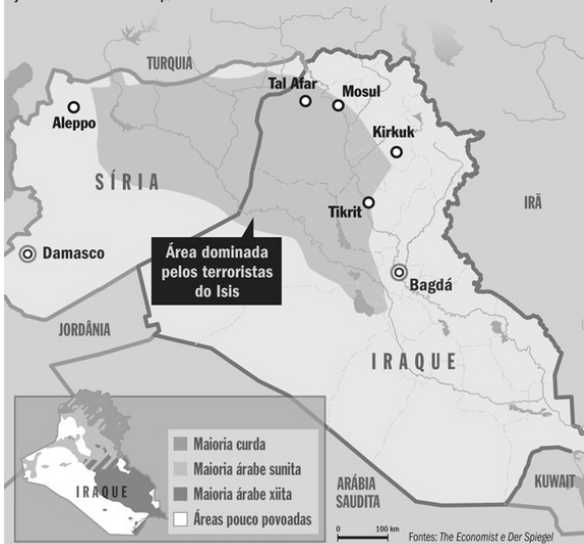 TURQUIA
Tal Afar
Mosul
Aleppo
Kirkuk
SÍRIA
Tikrit
IRÃ
Damasco
Área dominada
pelos terroristas
do Isis
Bagdá
JORDÂNIA
IRAQUE
Maioria curda
Maioria árabe sunita
Maioria árabe xiita
Áreas pouco povoadas
IRAQUE
ARÁBIA
SAUDITA
KUWAIT
0 100 km
Fontes: The Economist e Der Spiegel